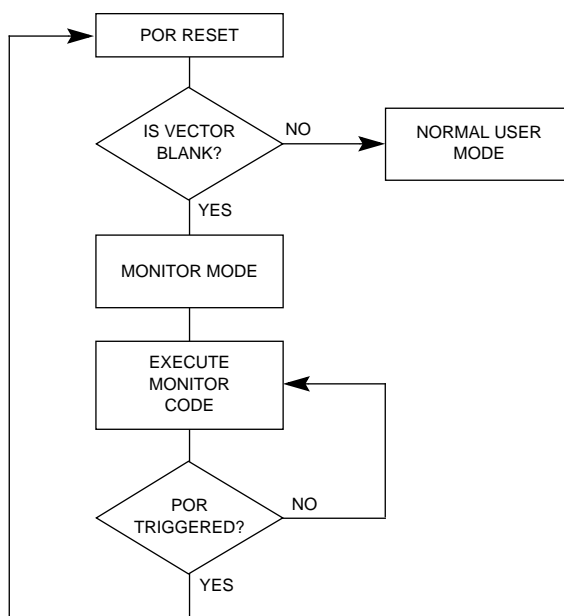 POR RESET
IS VECTOR
BLANK?
NO
NORMAL USER
MODE
YES
MONITOR MODE
EXECUTE
MONITOR
CODE
POR
TRIGGERED?
NO
YES